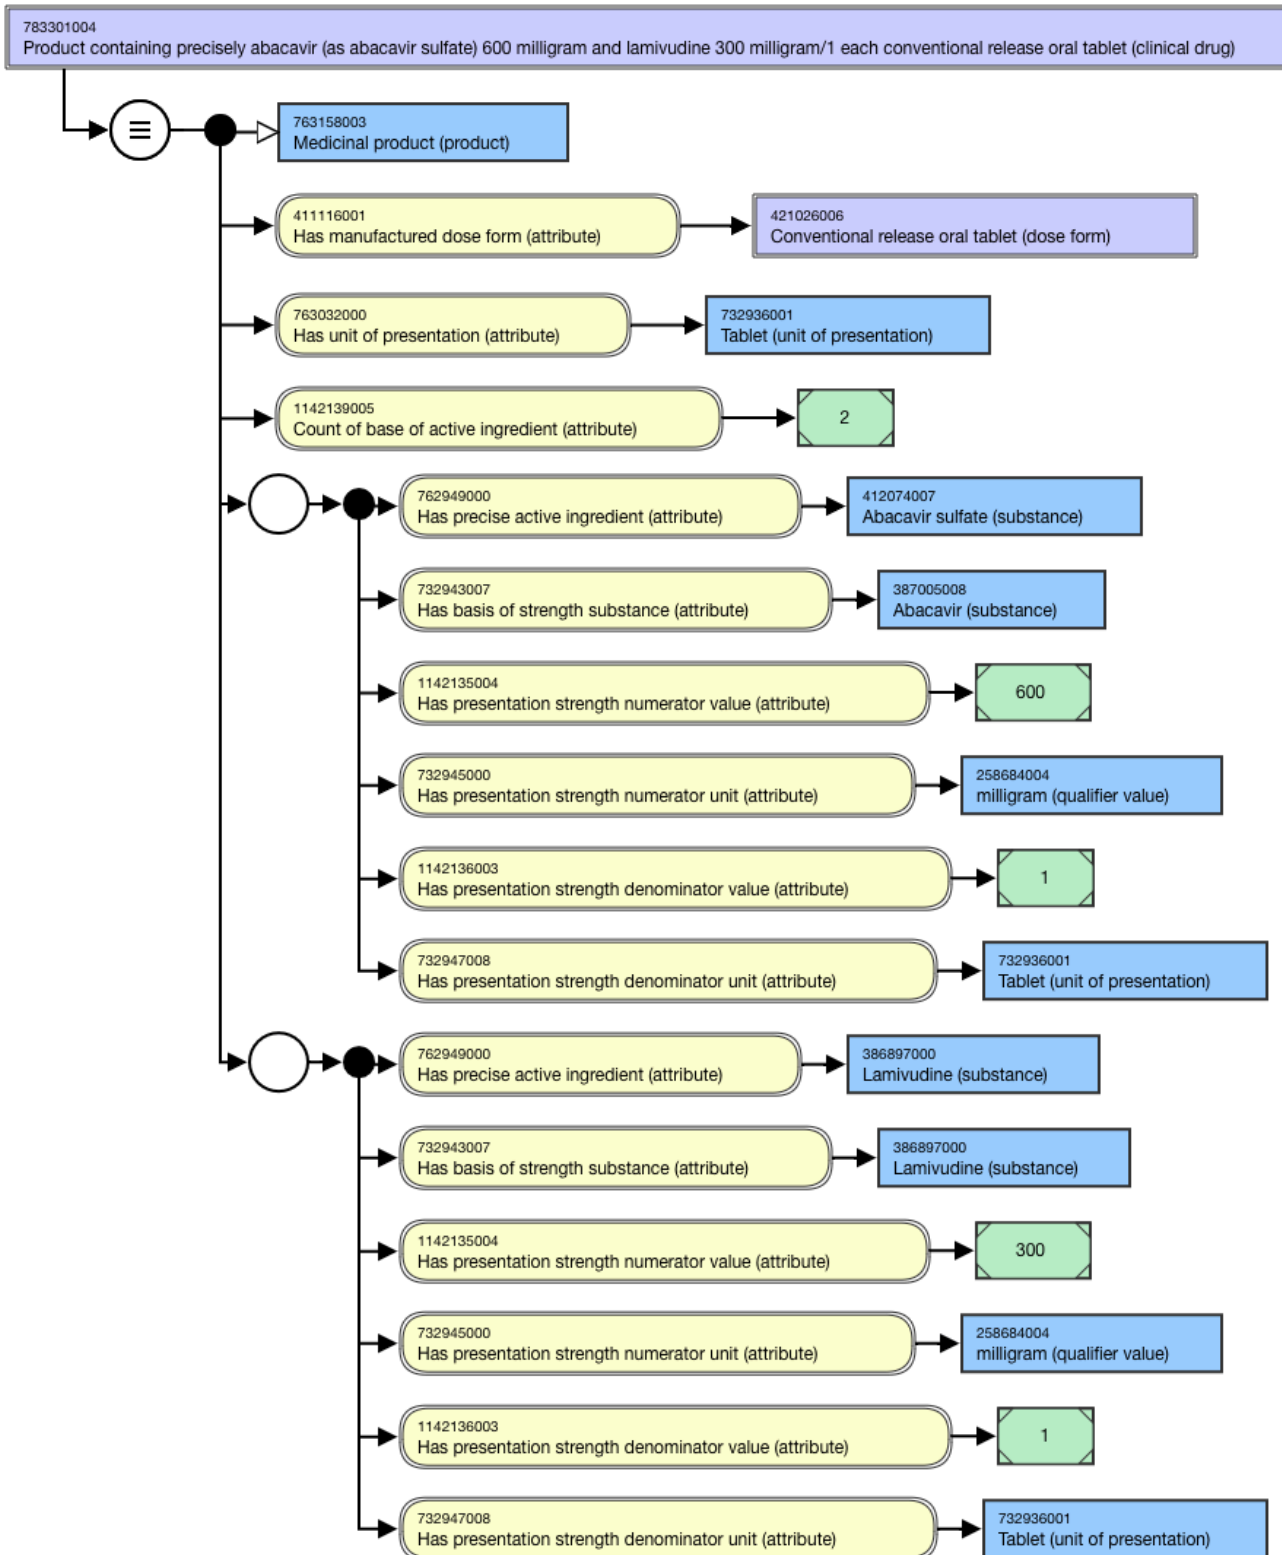 783301004
Product containing precisely abacavir (as abacavir sulfate) 600 milligram and lamivudine 300 milligram/1 each conventional release oral tablet (clinical drug)
≡
763158003
Medicinal product (product)
411116001
Has manufactured dose form (attribute)
421026006
Conventional release oral tablet (dose form)
763032000
Has unit of presentation (attribute)
732936001
Tablet (unit of presentation)
1142139005
Count of base of active ingredient (attribute)
2
762949000
Has precise active ingredient (attribute)
412074007
Abacavir sulfate (substance)
732943007
Has basis of strength substance (attribute)
387005008
Abacavir (substance)
1142135004
Has presentation strength numerator value (attribute)
600
732945000
Has presentation strength numerator unit (attribute)
258684004
milligram (qualifier value)
1142136003
Has presentation strength denominator value (attribute)
1
732947008
Has presentation strength denominator unit (attribute)
732936001
Tablet (unit of presentation)
762949000
Has precise active ingredient (attribute)
386897000
Lamivudine (substance)
732943007
Has basis of strength substance (attribute)
386897000
Lamivudine (substance)
1142135004
Has presentation strength numerator value (attribute)
300
732945000
Has presentation strength numerator unit (attribute)
258684004
milligram (qualifier value)
1142136003
Has presentation strength denominator value (attribute)
1
732947008
Has presentation strength denominator unit (attribute)
732936001
Tablet (unit of presentation)